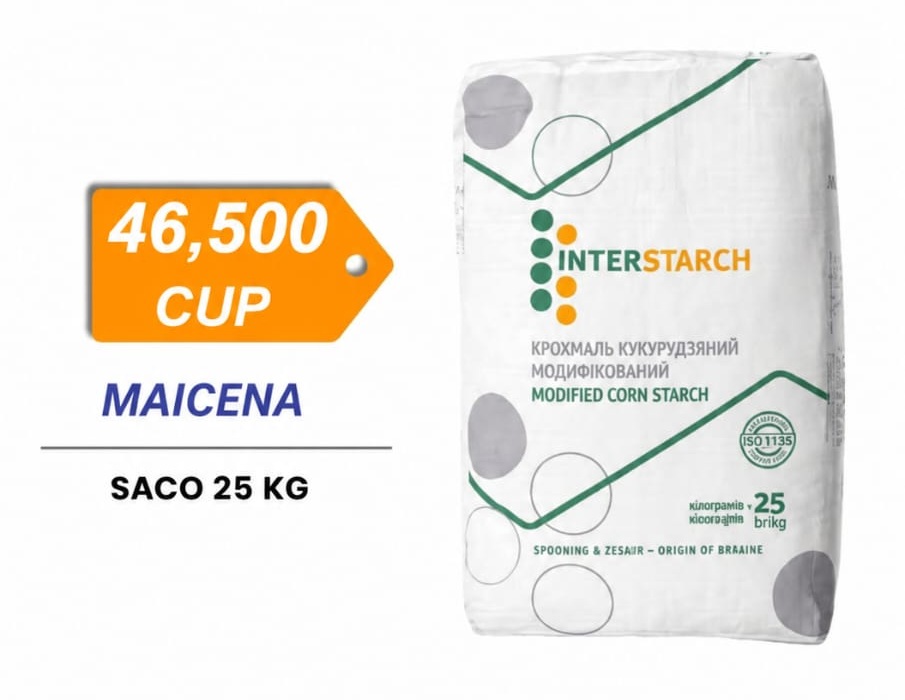 46,500
CUP
MAICENA
SACO 25 KG
INTERSTARCH
КРОХМАЛЬ КУКУРУДЗЯНИЙ
МОДИФІКОВАНИЙ
MODIFIED CORN STARCH
ISO 1135
кілограмів
25
brikg
SPOONING & ZESAIR – ORIGIN OF BRAAINE